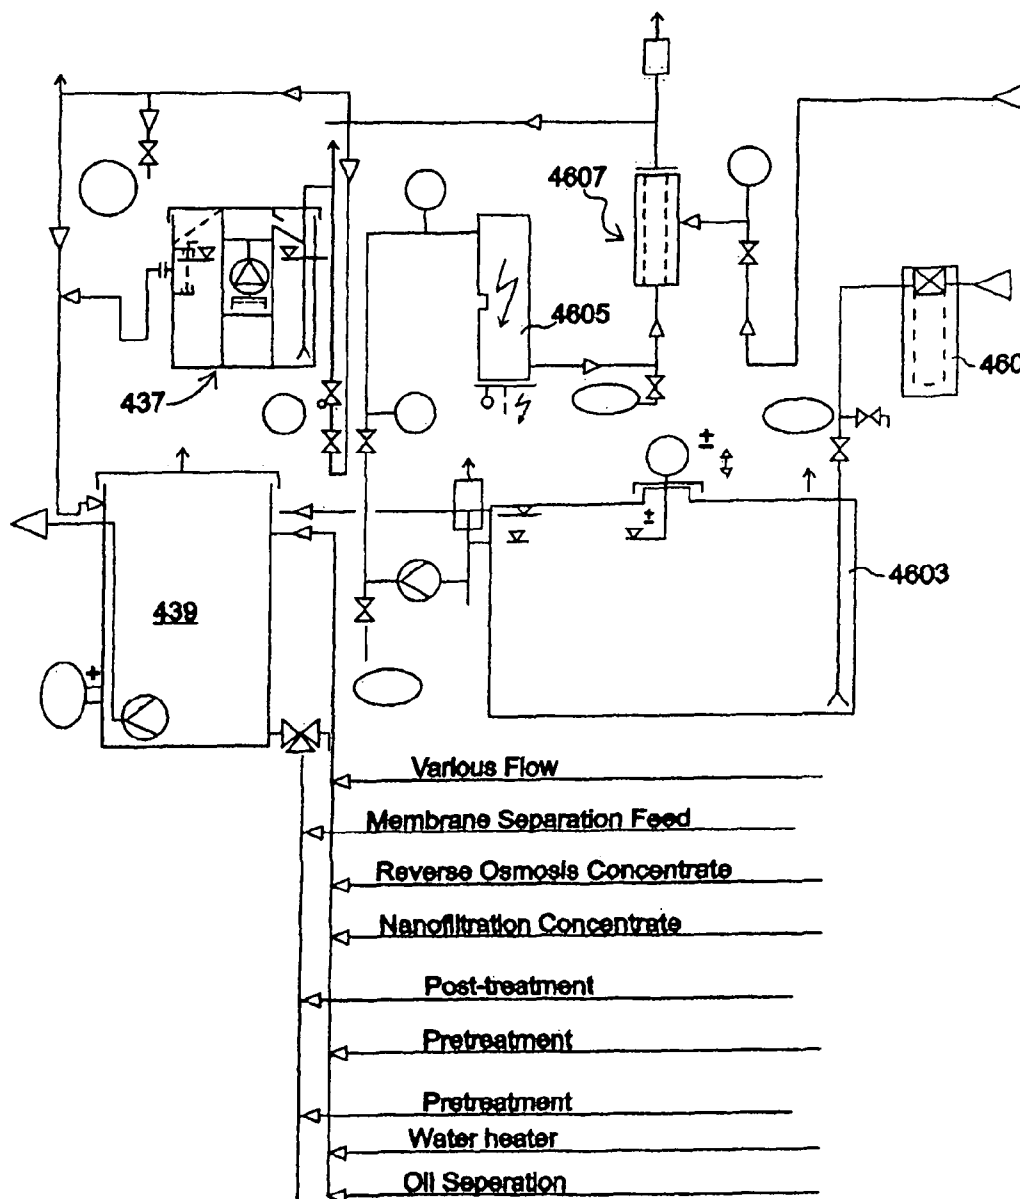 4607
4605
460
437
±
±
4603
439
+
Various Flow
Membrane Separation Feed
Reverse Osmosis Concentrate
Nanofiltration Concentrate
Post-treatment
Pretreatment
Pretreatment
Water heater
Oil Seperation